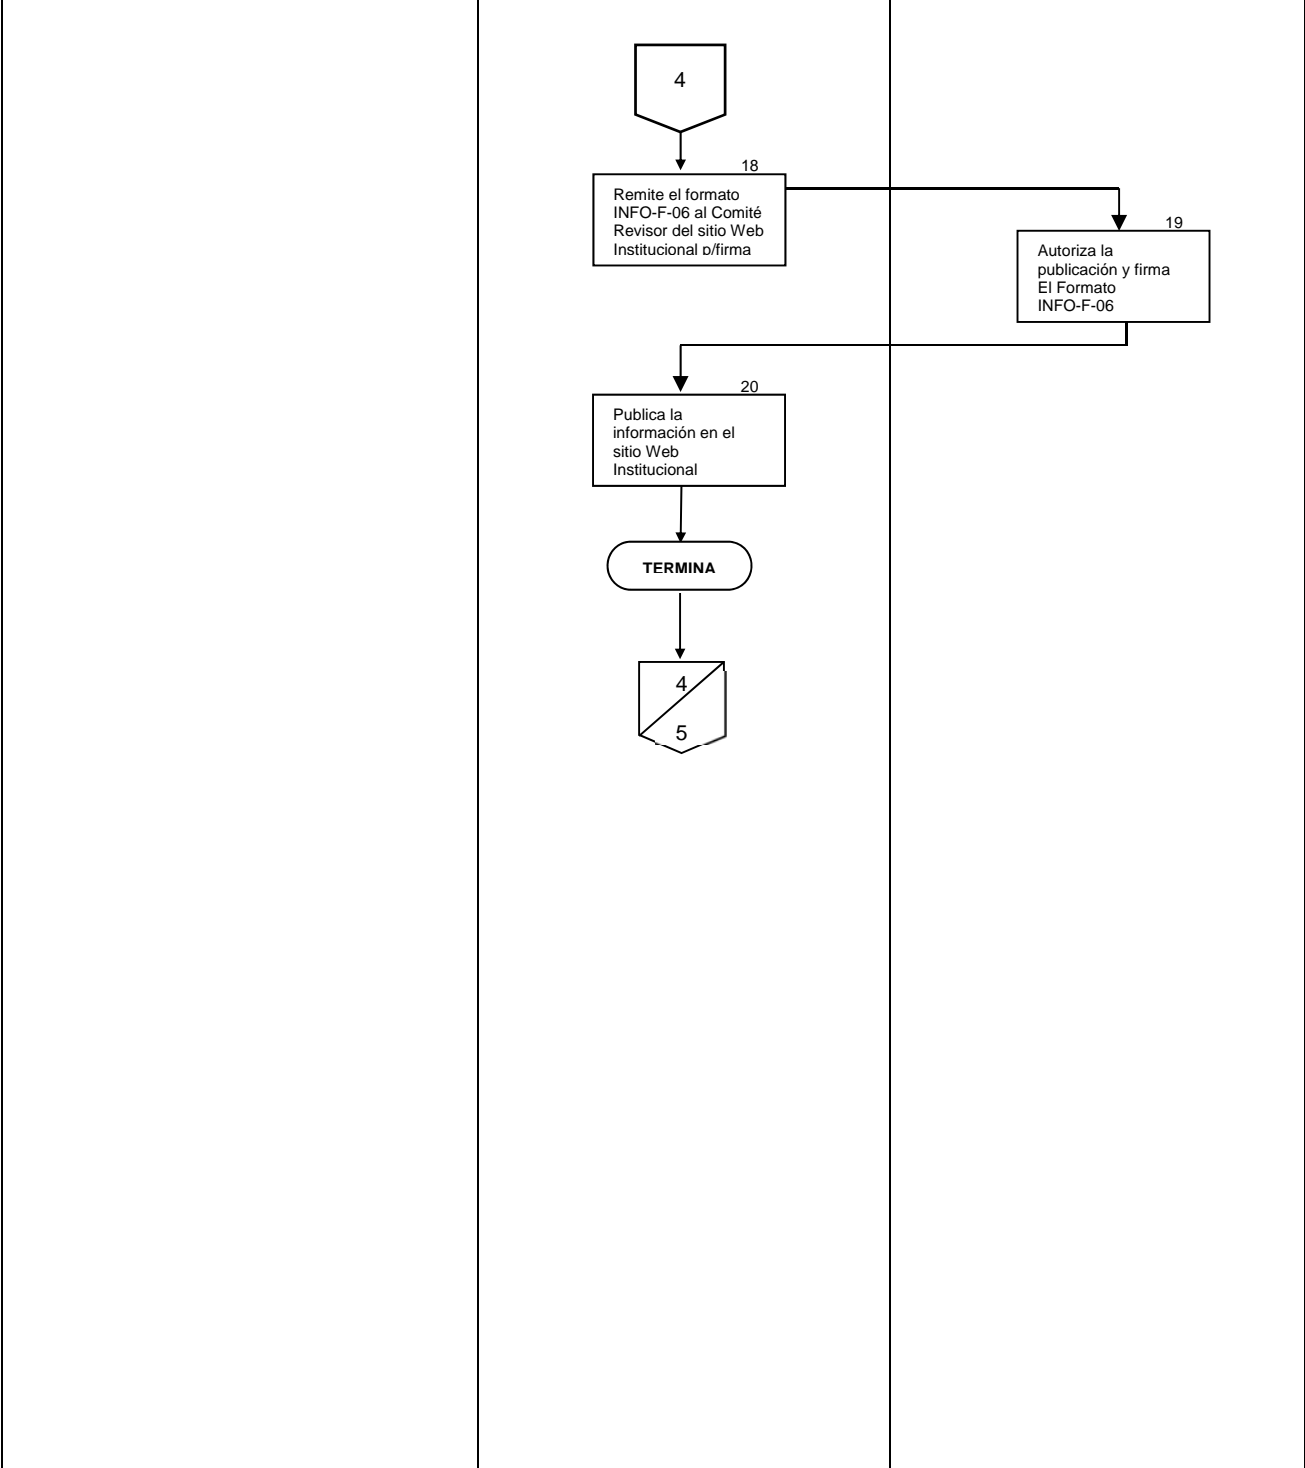 4
18
Remite el formato
INFO-F-06 al Comité
Revisor del sitio Web
Institucional p/firma
19
Autoriza la
publicación y firma
El Formato
INFO-F-06
20
Publica la
información en el
sitio Web
Institucional
TERMINA
4
5